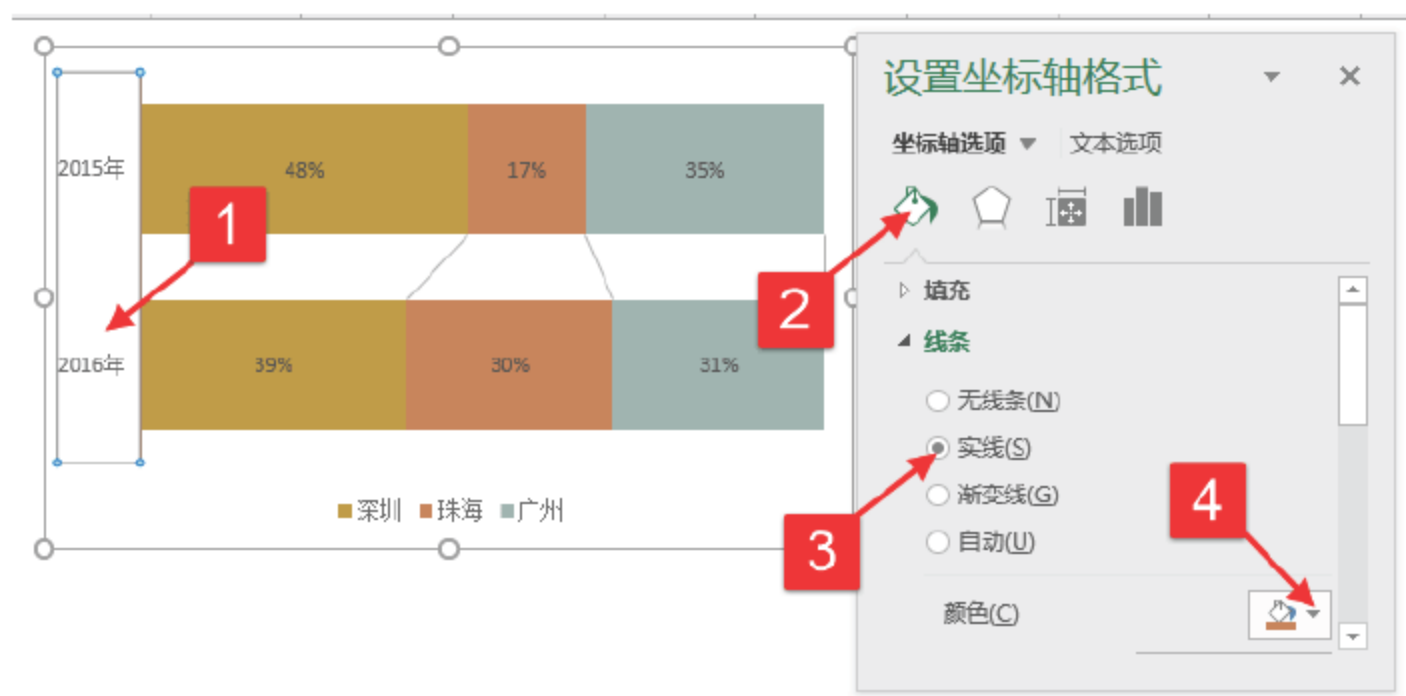 设置坐标轴格式
坐标轴选项 文本选项
2015年 48% 17% 35%
1
2
填充
线条
2016年 39% 30% 31%
无线条(N)
实线(S)
渐变线(G)
自动(U)
深圳 珠海 广州
3
4
颜色(C)